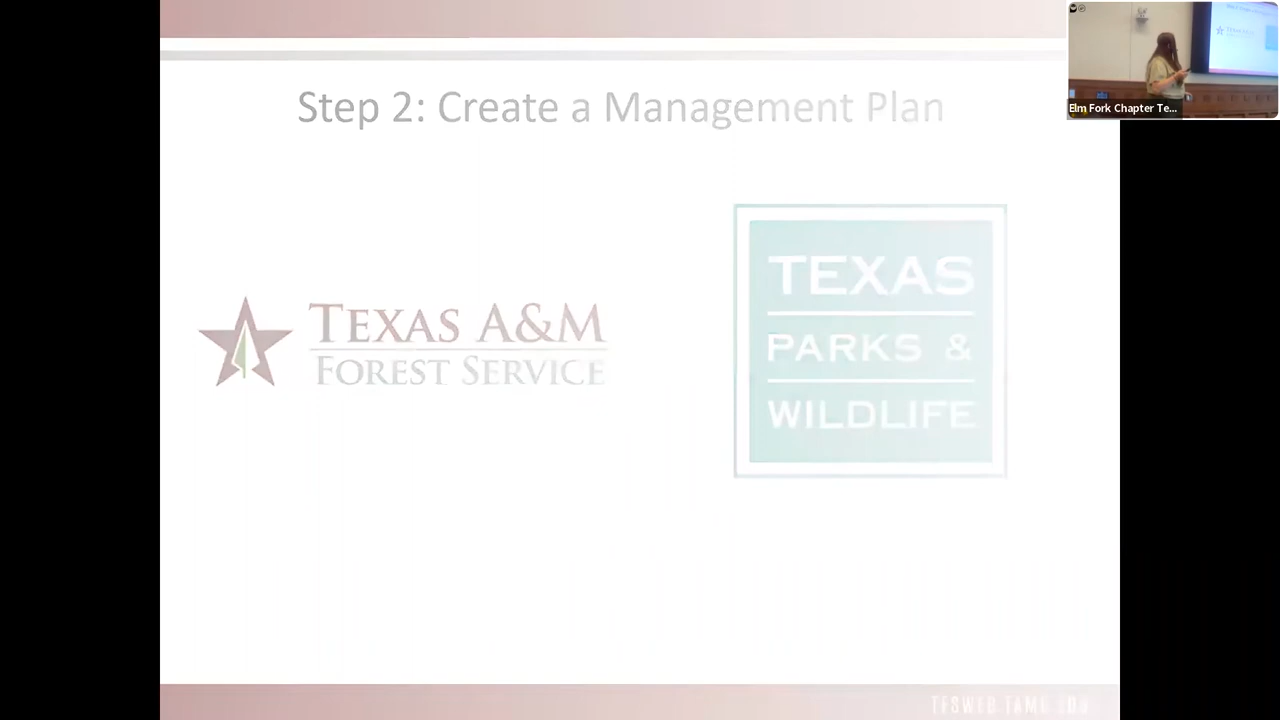 Step 2: Create a Management Plan
Elm Fork Chapter Te...
TEXAS A&M
FOREST SERVICE
TEXAS
PARKS &
WILDLIFE